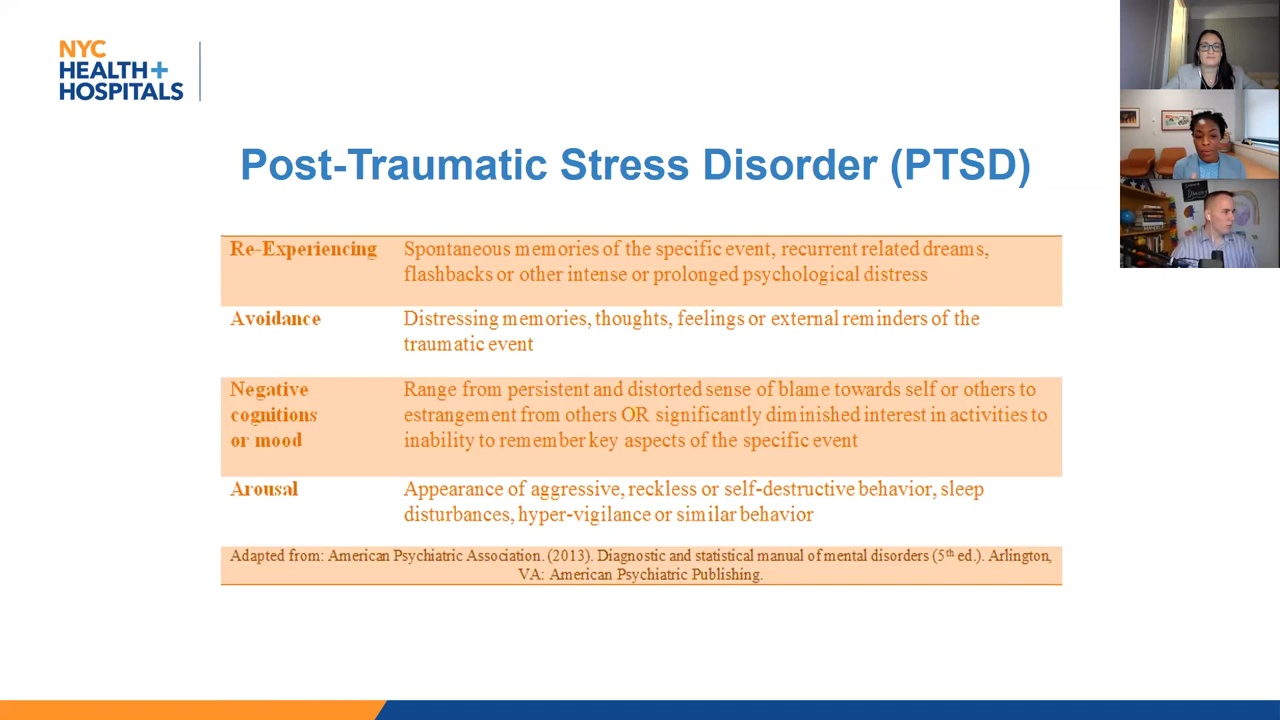 NYC
HEALTH+
HOSPITALS
Post-Traumatic Stress Disorder (PTSD)
Re-Experiencing
Spontaneous memories of the specific event, recurrent related dreams,
flashbacks or other intense or prolonged psychological distress
Avoidance
Distressing memories, thoughts, feelings or external reminders of the
traumatic event
Negative
cognitions
or mood
Range from persistent and distorted sense of blame towards self or others to
estrangement from others OR significantly diminished interest in activities to
inability to remember key aspects of the specific event
Arousal
Appearance of aggressive, reckless or self-destructive behavior, sleep
disturbances, hyper-vigilance or similar behavior
Adapted from: American Psychiatric Association. (2013). Diagnostic and statistical manual of mental disorders (5th ed.). Arlington,
VA: American Psychiatric Publishing.